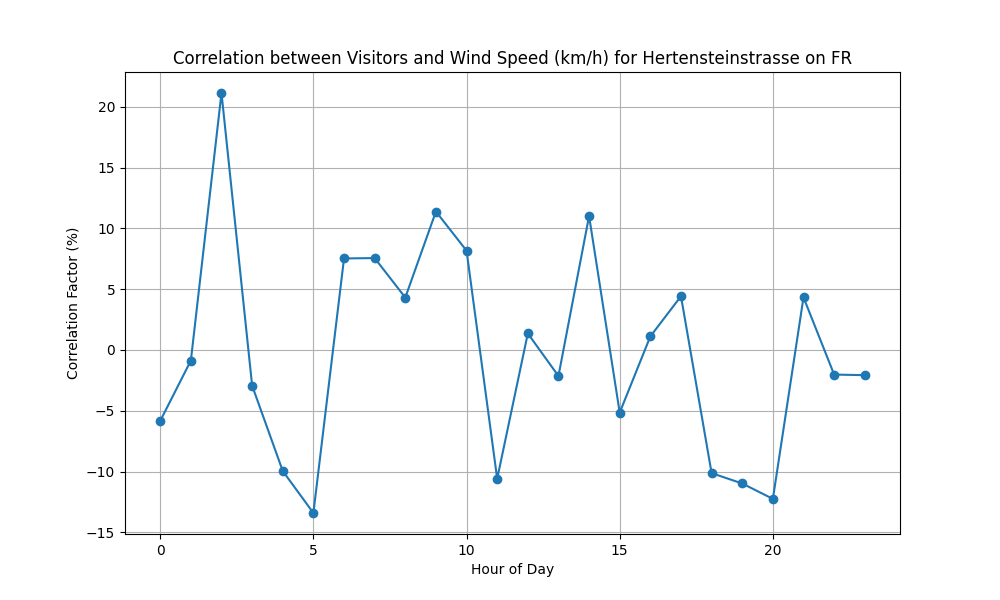 Correlation between Visitors and Wind Speed (km/h) for Hertensteinstrasse on FR
Correlation Factor (%)
20
15
10
5
0
−5
−10
−15
0 5 10 15 20
Hour of Day